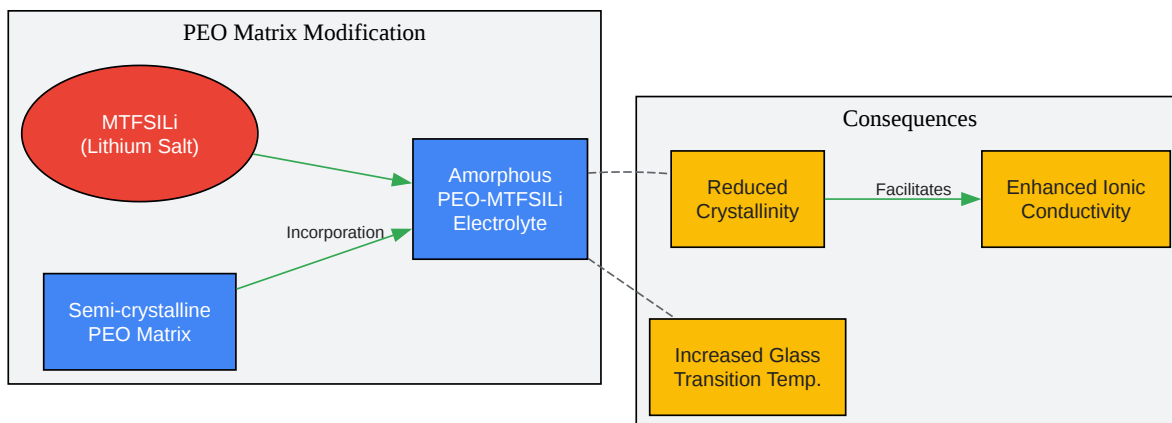 PEO Matrix Modification
MTFSILi
(Lithium Salt)
Incorporation
Semi-crystalline
PEO Matrix
Amorphous
PEO-MTFSILi
Electrolyte
Consequences
Reduced
Crystallinity
Facilitates
Enhanced Ionic
Conductivity
Increased Glass
Transition Temp.